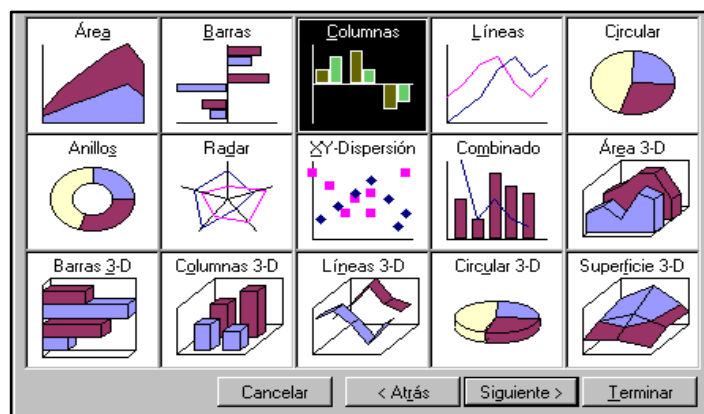 Área Barras Columnas Líneas Circular
Anillos Radar XY-Dispersión Combinado Área 3-D
Barras 3-D Columnas 3-D Líneas 3-D Circular 3-D Superficie 3-D
Cancelar < Atrás Siguiente > Terminar